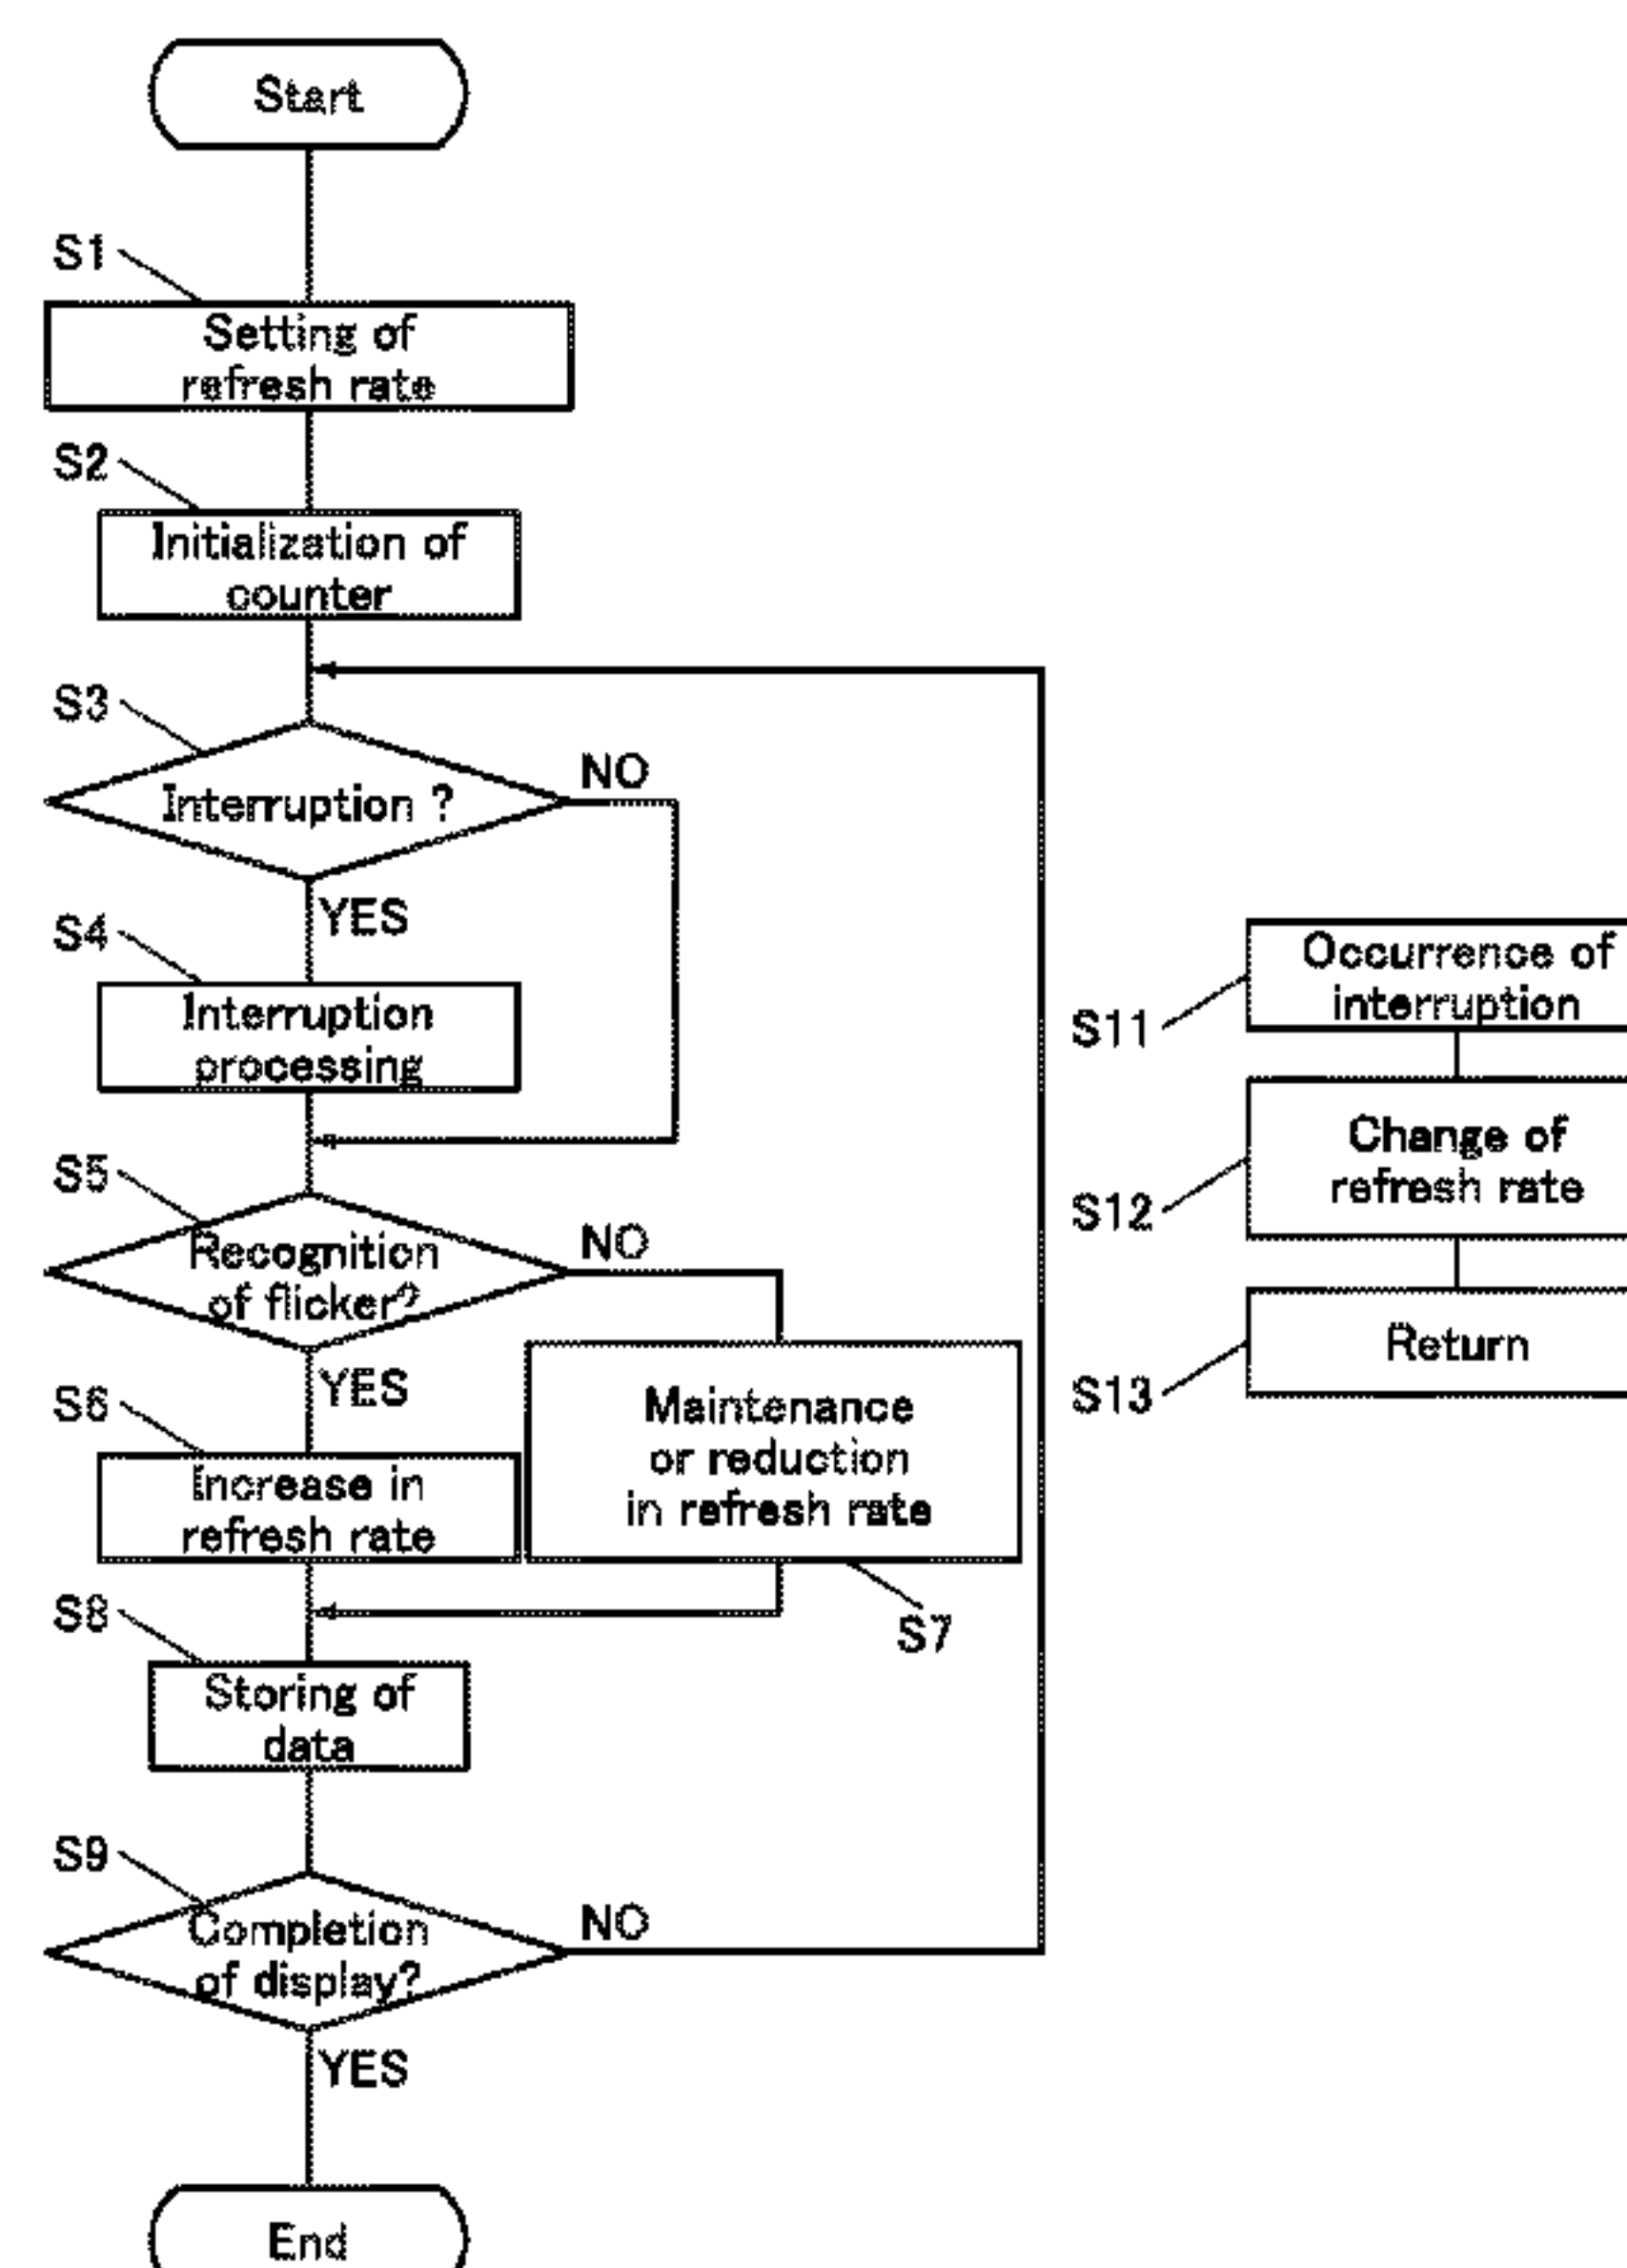 Start
S1
Setting of
refresh rate
S2
Initialization of
counter
S3
Interruption ?
NO
YES
S4
Interruption
processing
S5
Recognition
of flicker?
NO
YES
S6
Increase in
refresh rate
Maintenance
or reduction
in refresh rate
S7
S8
Storing of
data
S9
Completion
of display?
NO
YES
End
Occurrence of
interruption
S11
Change of
refresh rate
S12
Return
S13